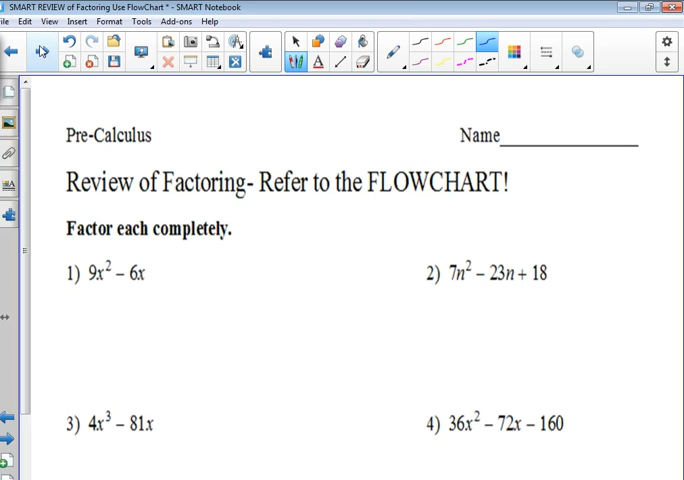 SMART REVIEW of Factoring Use FlowChart * - SMART Notebook
Edit View Insert Format Tools Add-ons Help
Pre-Calculus Name
Review of Factoring- Refer to the FLOWCHART!
Factor each completely.
1) 9x² – 6x 2) 7n² – 23n + 18
3) 4x³ – 81x 4) 36x² – 72x – 160